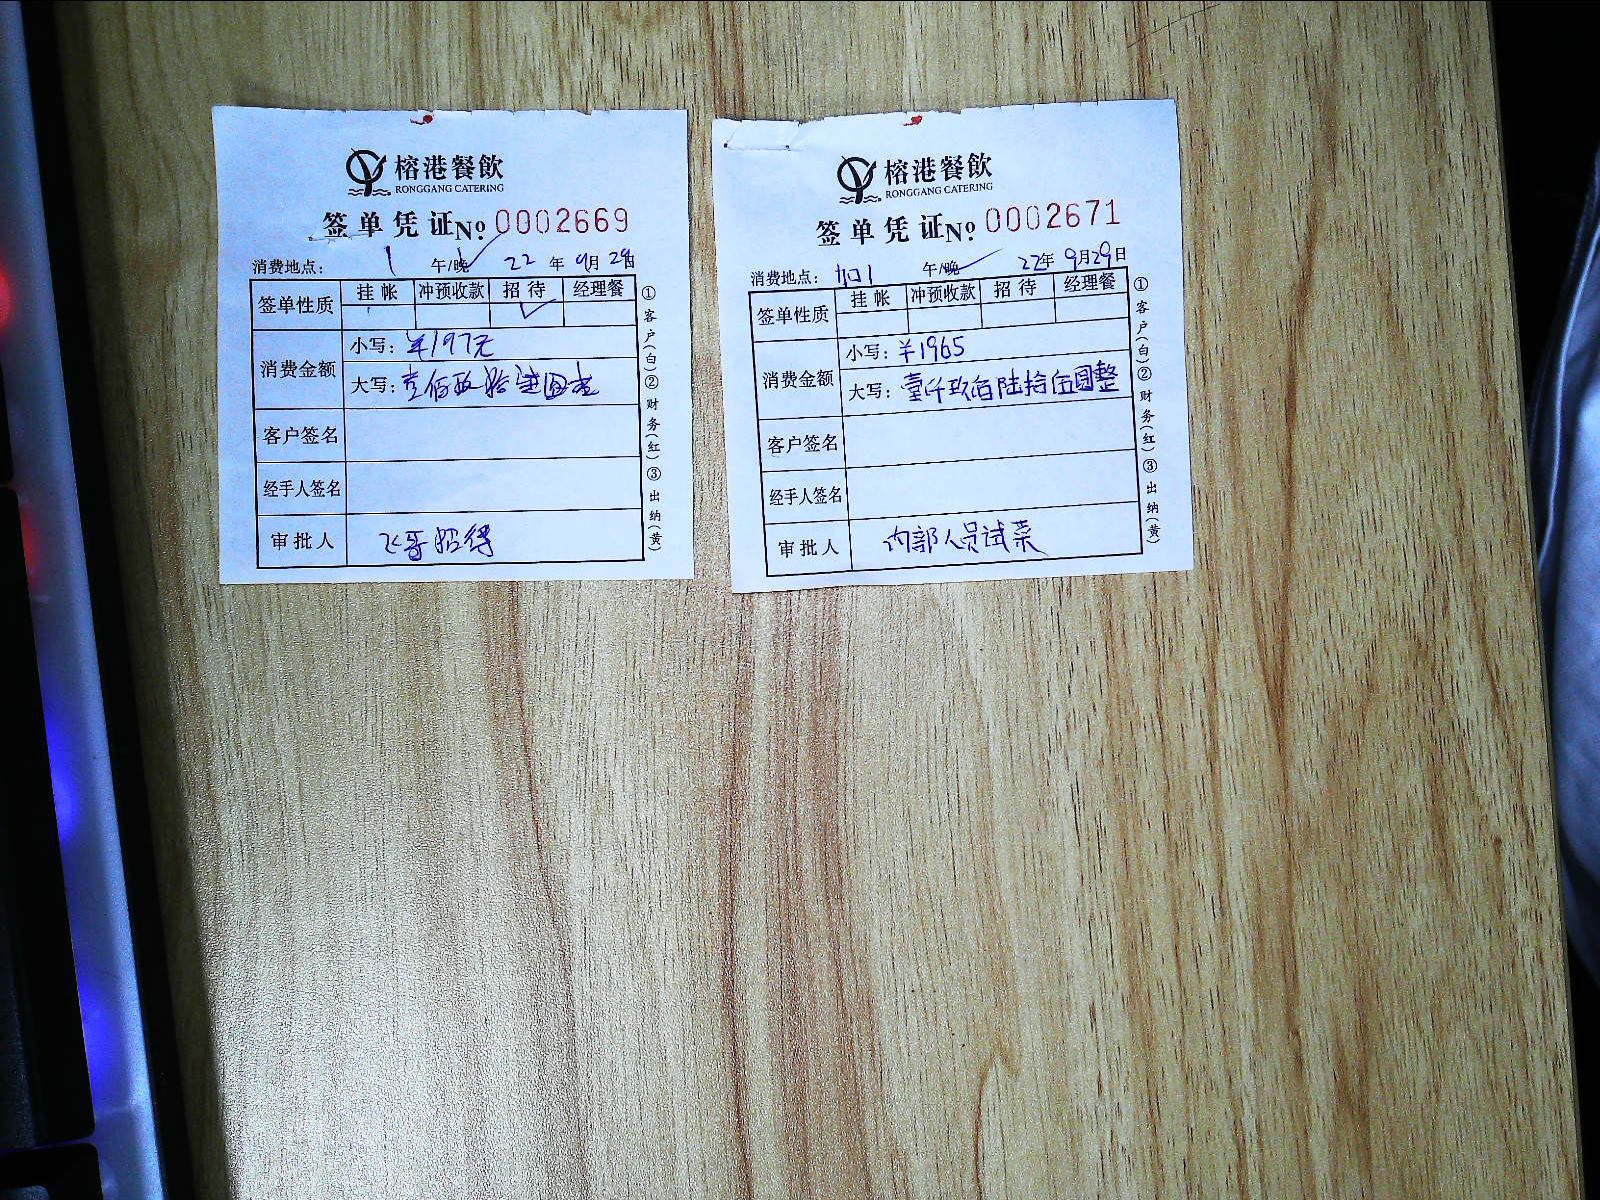 榕港餐飲
RONGGANG CATERING
签单凭证No 0002669
消费地点: 1 午/晚✓ 22年9月29日
签单性质 挂帐 冲预收款 招待 经理餐
✓
消费金额
小写: ¥197元
大写: 壹佰玖拾柒圆整
客户签名
经手人签名
审批人 飞哥招待
①客户(白)②财务(红)③出纳(黄)
榕港餐飲
RONGGANG CATERING
签单凭证No 0002671
消费地点: 午/晚✓ 22年9月29日
签单性质 挂帐 冲预收款 招待 经理餐
消费金额
小写: ¥1965
大写: 壹仟玖佰陆拾伍圆整
客户签名
经手人签名
审批人 内部人员试菜
①客户(白)②财务(红)③出纳(黄)